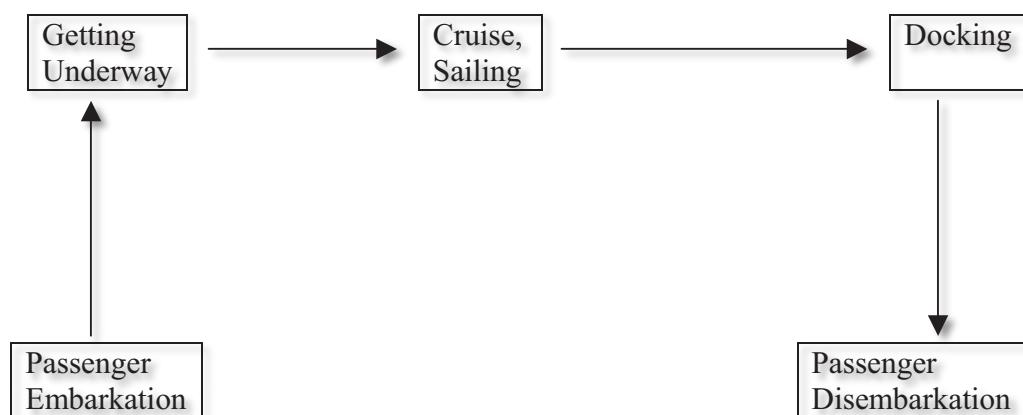 Getting
Underway
Cruise,
Sailing
Docking
Passenger
Embarkation
Passenger
Disembarkation